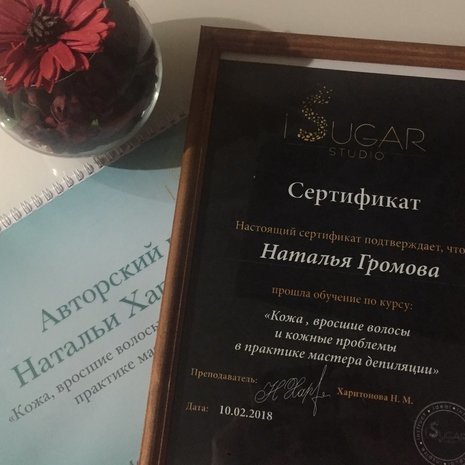 iSUGAR
STUDIO
Сертификат
Настоящий сертификат подтверждает, что
Наталья Громова
прошла обучение по курсу:
«Кожа , вросшие волосы
и кожные проблемы
в практике мастера депиляции»
Преподаватель:
Харитонова Н. М.
Дата: 10.02.2018
SUGAR
Авторский
Натальи Хар
«Кожа, вросшие волосы
практике ма